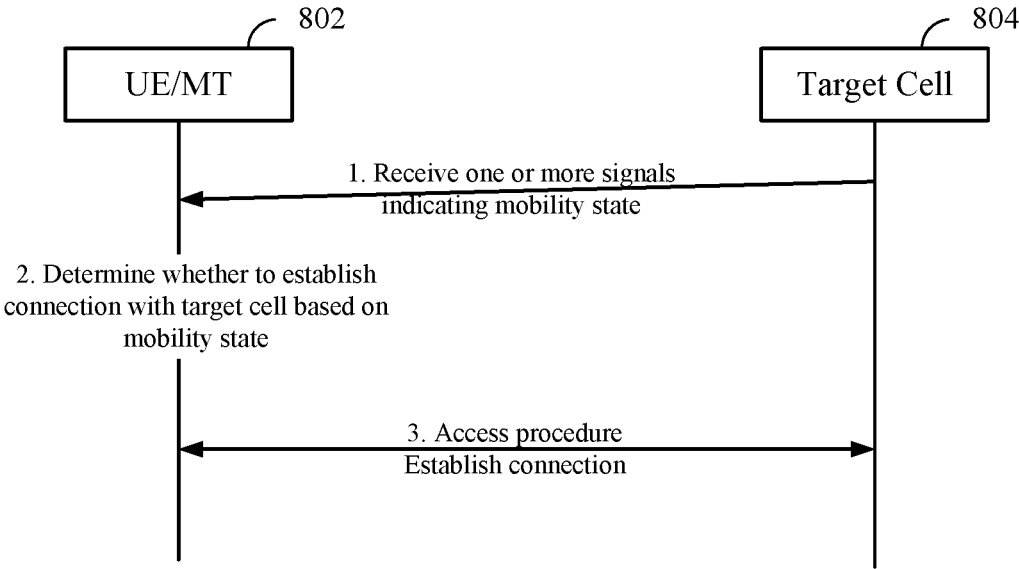 802
804
UE/MT
Target Cell
1. Receive one or more signals
indicating mobility state
2. Determine whether to establish
connection with target cell based on
mobility state
3. Access procedure
Establish connection